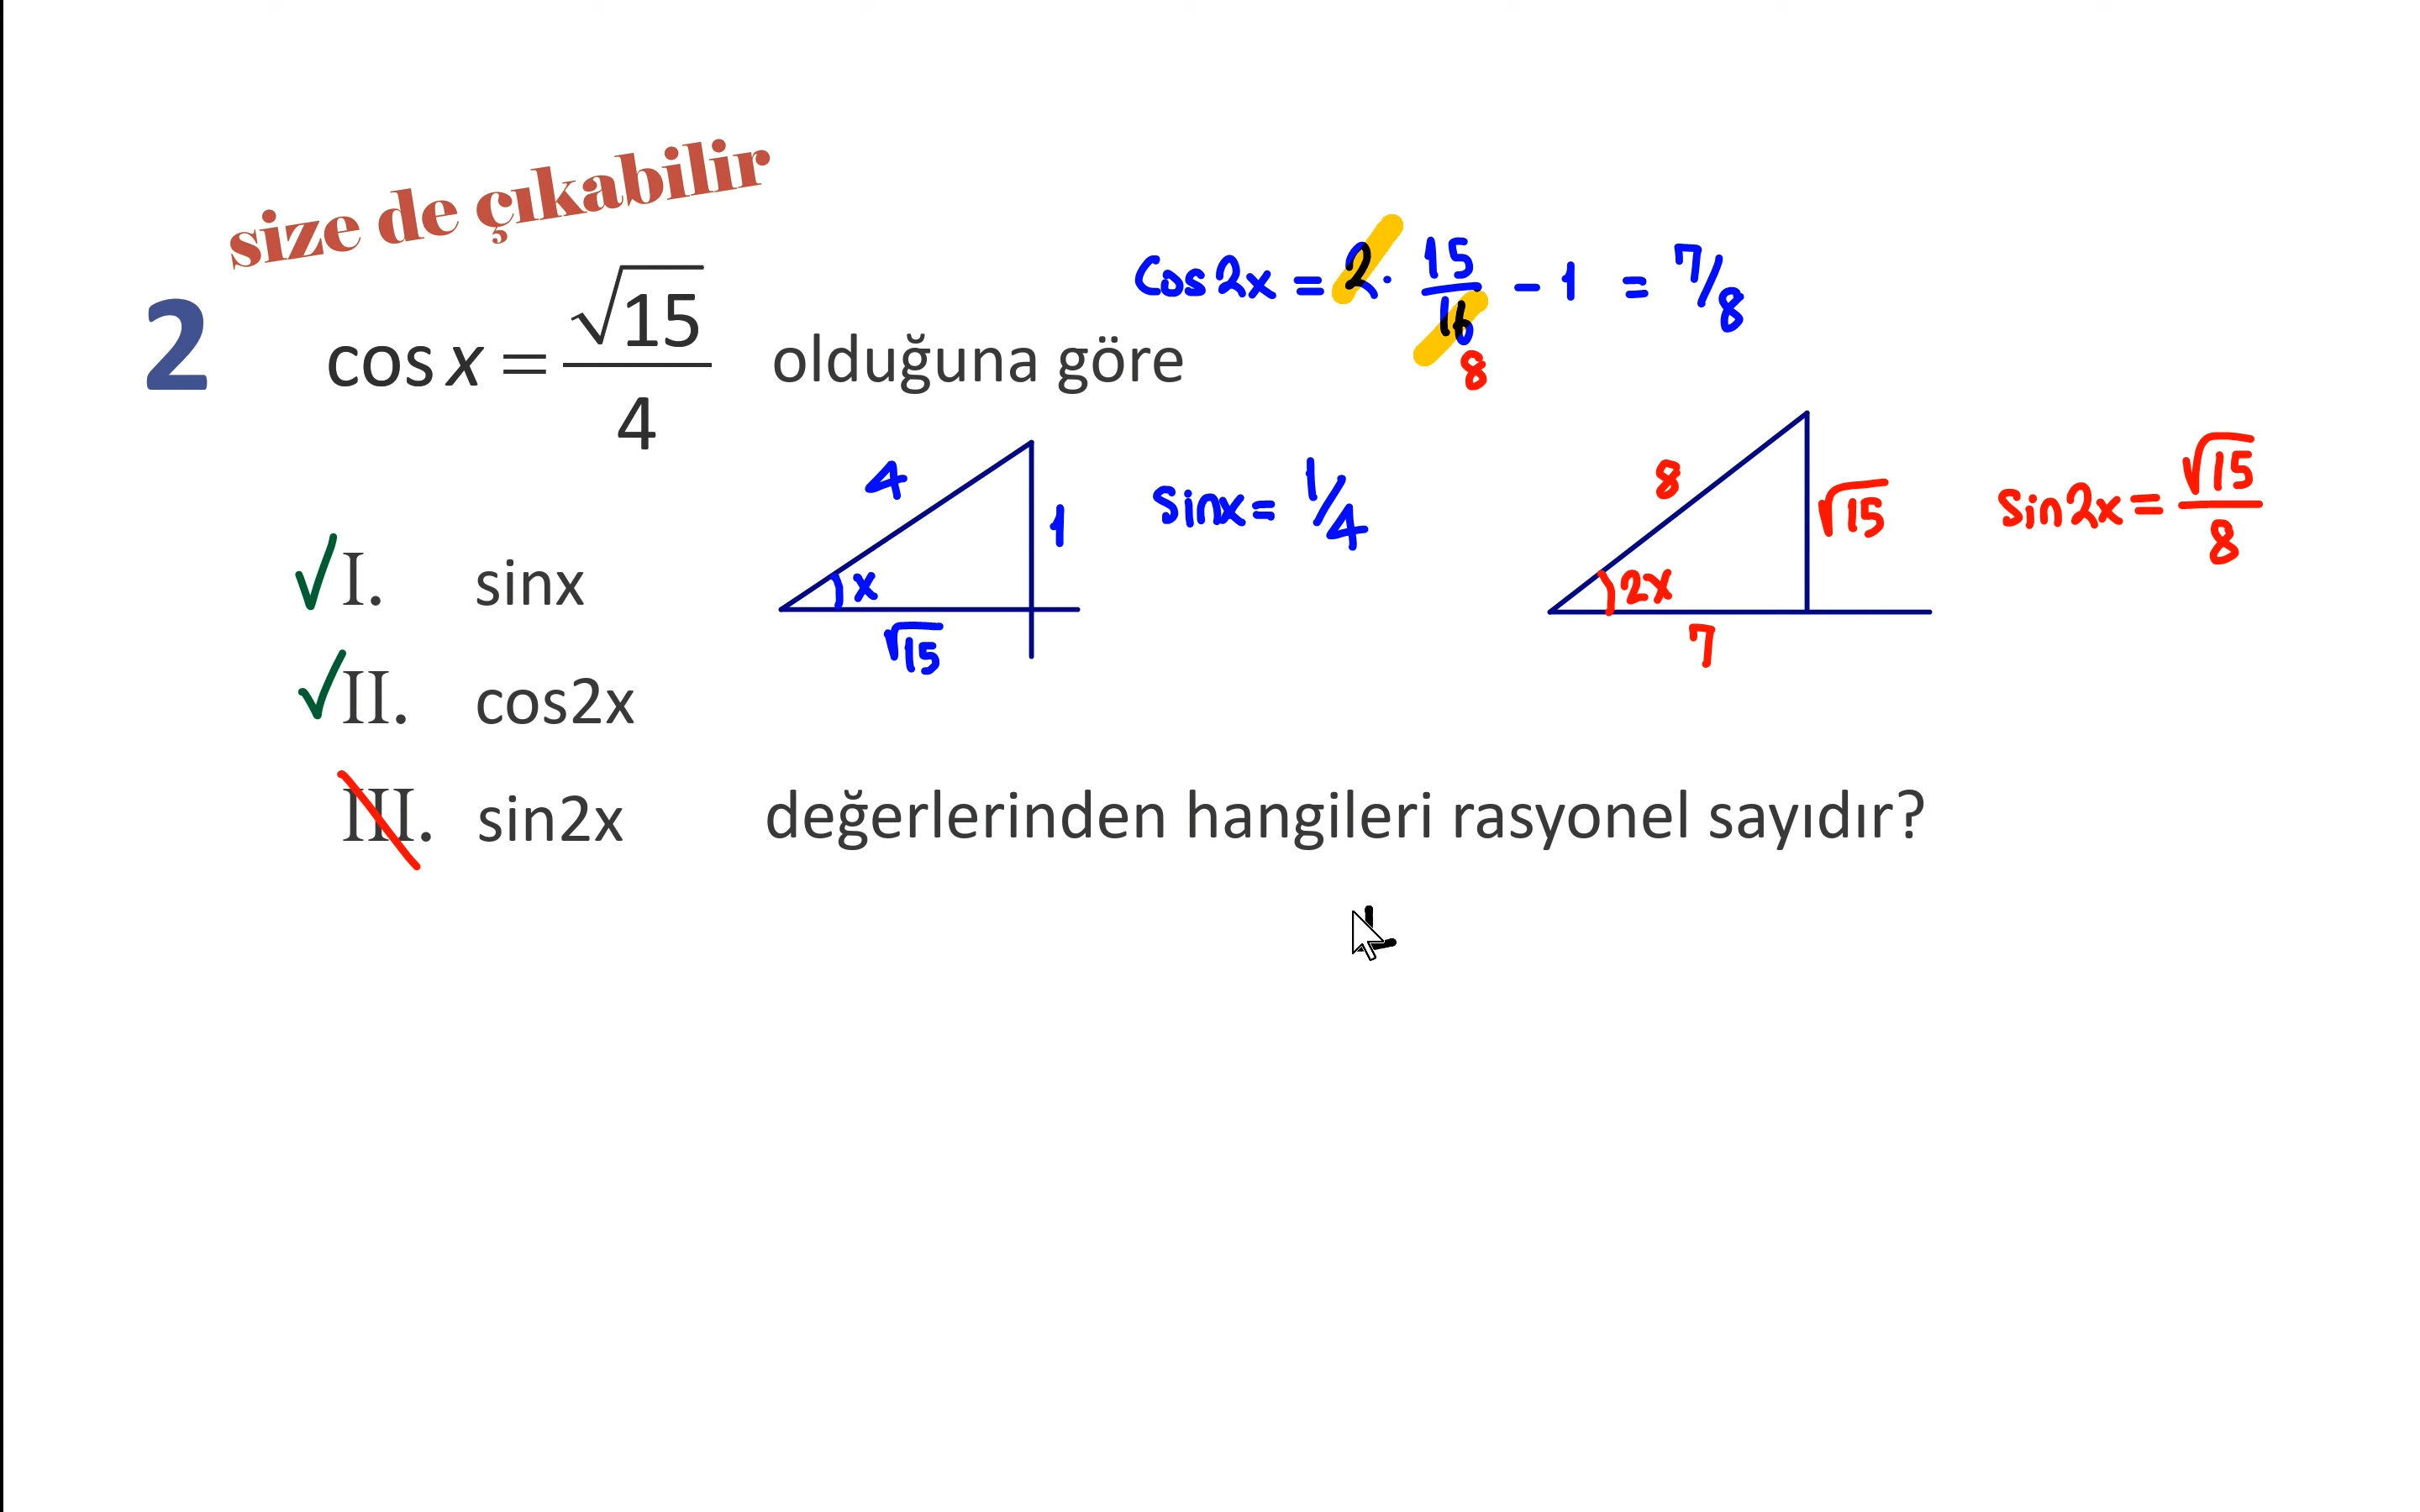 size de çıkabilir
2
cos x = √15 / 4 olduğuna göre
cos2x = 2 · 15/16 - 1 = 7/8
8
4
1
x
√15
sinx = 1/4
8
√15
2x
7
sin2x = √15/8
√ I. sinx
√ II. cos2x
III. sin2x değerlerinden hangileri rasyonel sayıdır?